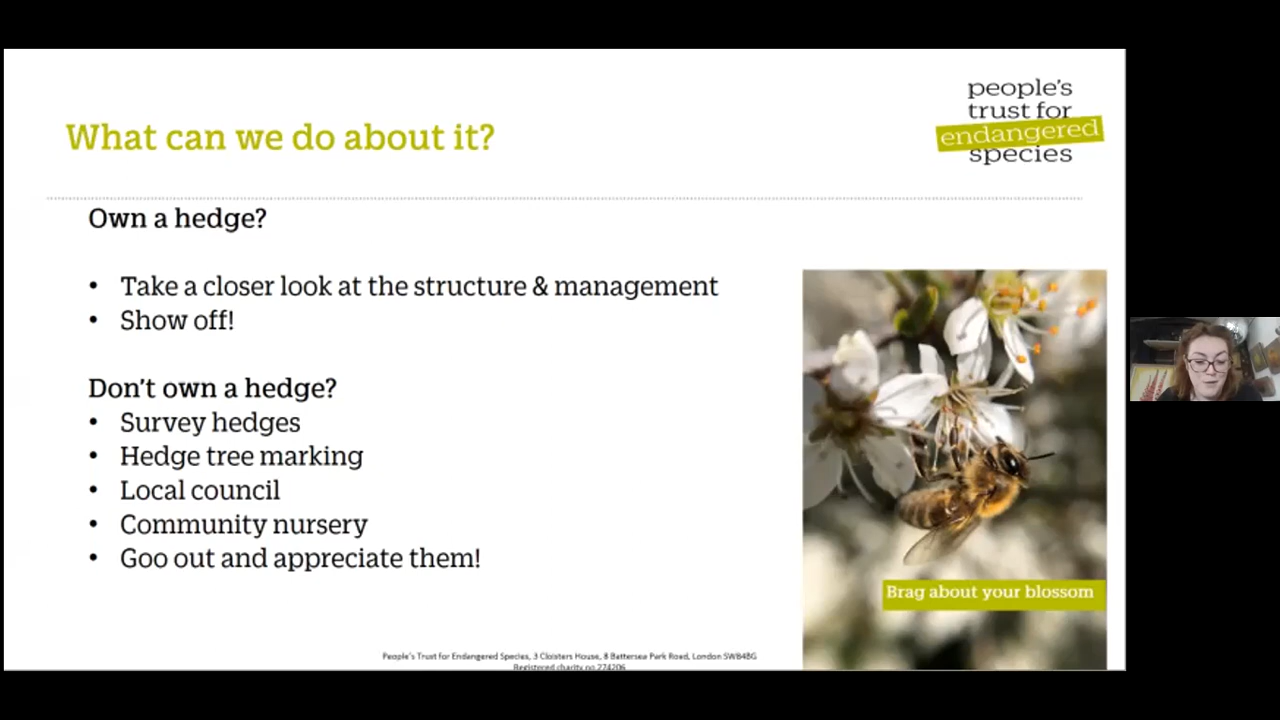 What can we do about it?
people's
trust for
endangered
species
Own a hedge?
• Take a closer look at the structure & management
• Show off!
Don't own a hedge?
• Survey hedges
• Hedge tree marking
• Local council
• Community nursery
• Goo out and appreciate them!
Brag about your blossom
People's Trust for Endangered Species, 3 Cloisters House, 8 Battersea Park Road, London SW84BG
Registered charity no 274206